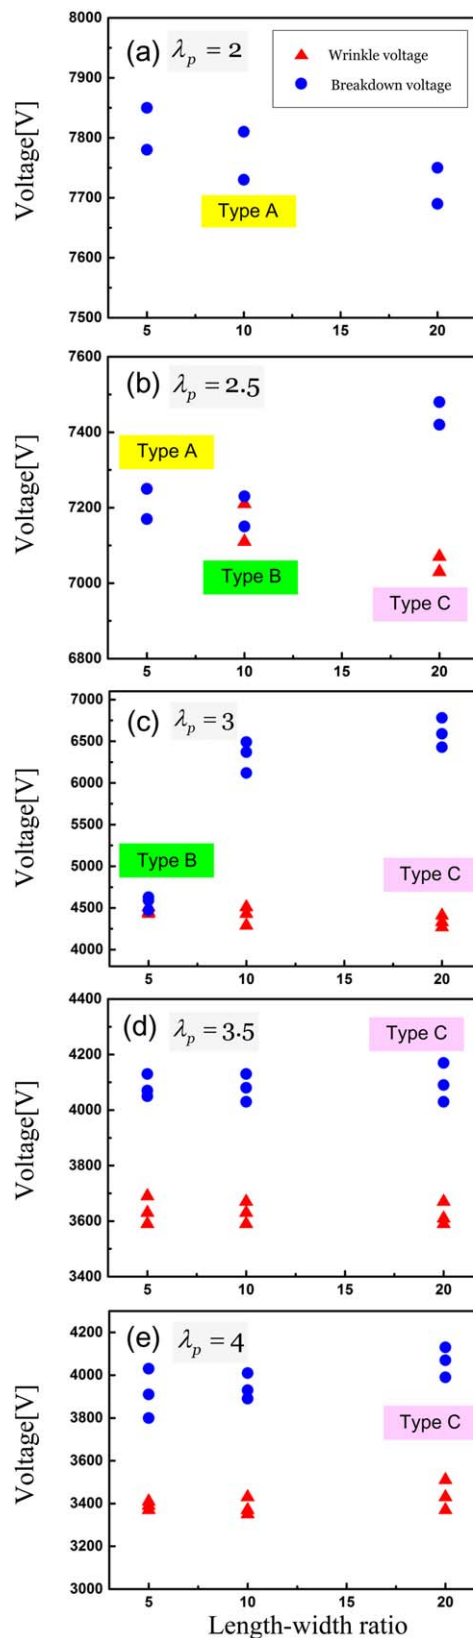 (a) λp = 2
Wrinkle voltage
Breakdown voltage
Type A
Voltage[V]
8000
7900
7800
7700
7600
7500
5 10 15 20
(b) λp = 2.5
Type A
Type B
Type C
Voltage[V]
7600
7400
7200
7000
6800
5 10 15 20
(c) λp = 3
Type B
Type C
Voltage[V]
7000
6500
6000
5500
5000
4500
4000
5 10 15 20
(d) λp = 3.5
Type C
Voltage[V]
4400
4200
4000
3800
3600
3400
5 10 15 20
(e) λp = 4
Type C
Voltage[V]
4200
4000
3800
3600
3400
3200
3000
5 10 15 20
Length-width ratio